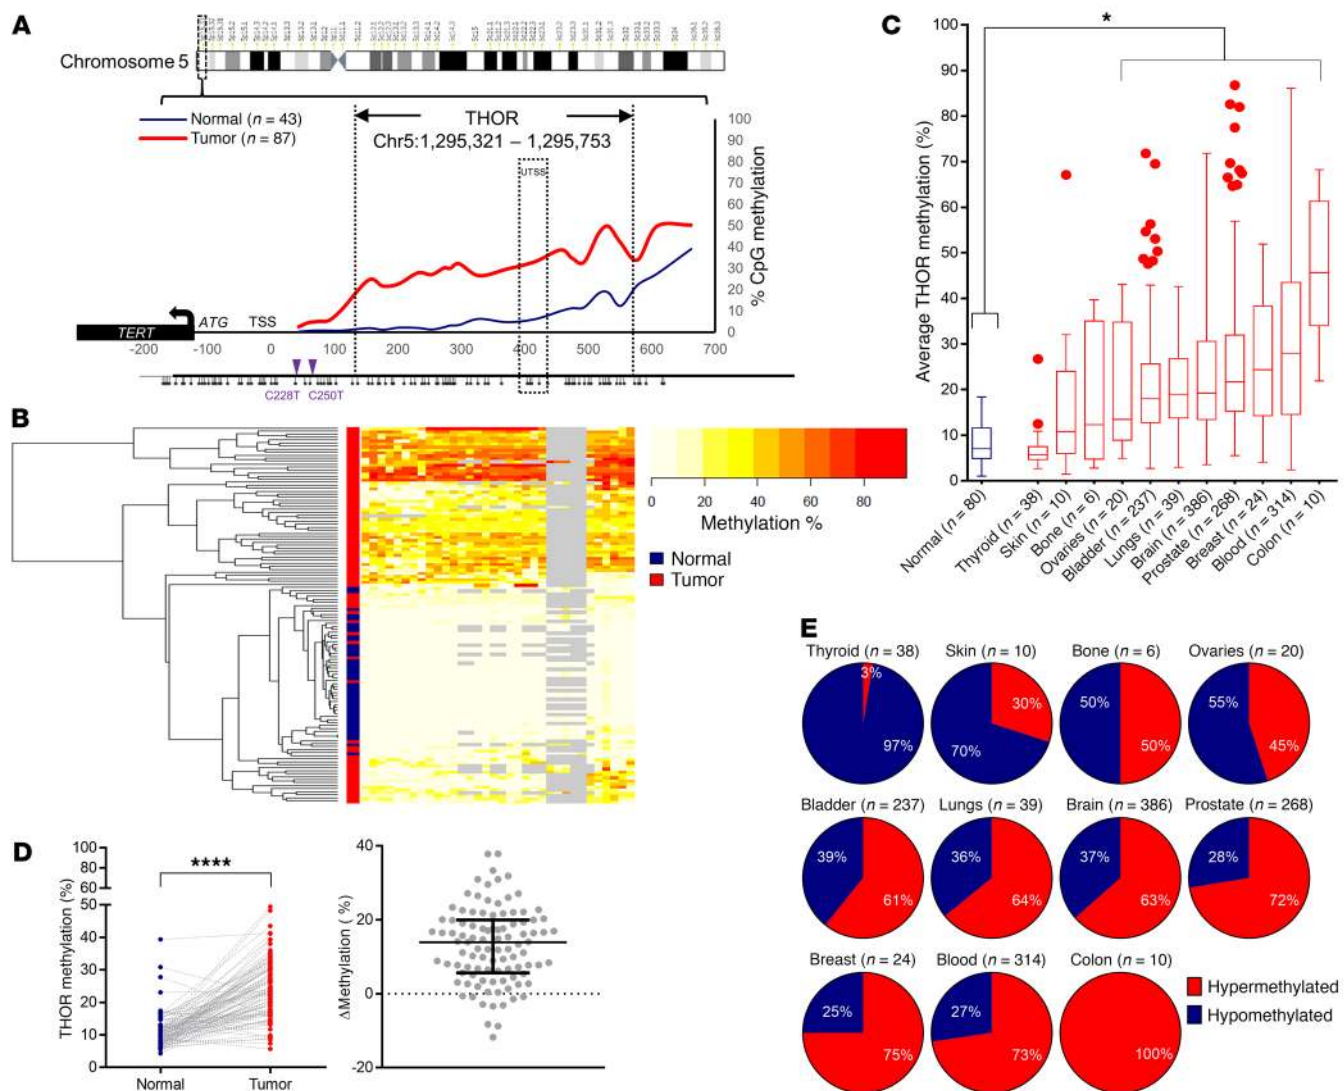 A
Chromosome 5
Normal (n = 43)
Tumor (n = 87)
THOR
Chr5:1,295,321 – 1,295,753
UTSS
100
90
80
70
60
50
40
30
20
10
0
% CpG methylation
TERT
ATG
TSS
-200
-100
0
100
200
300
400
500
600
700
C228T
C250T
B
0
20
40
60
80
Methylation %
Normal
Tumor
C
*
Average THOR methylation (%)
100
90
80
70
60
50
40
30
20
10
0
Normal (n = 80)
Thyroid (n = 38)
Skin (n = 10)
Bone (n = 6)
Ovaries (n = 20)
Bladder (n = 237)
Lungs (n = 39)
Brain (n = 386)
Prostate (n = 268)
Breast (n = 24)
Blood (n = 314)
Colon (n = 10)
D
THOR methylation (%)
100
80
60
50
40
30
20
10
0
****
Normal
Tumor
ΔMethylation (%)
40
20
0
-20
E
Thyroid (n = 38)
3%
97%
Skin (n = 10)
30%
70%
Bone (n = 6)
50%
50%
Ovaries (n = 20)
55%
45%
Bladder (n = 237)
39%
61%
Lungs (n = 39)
36%
64%
Brain (n = 386)
37%
63%
Prostate (n = 268)
28%
72%
Breast (n = 24)
25%
75%
Blood (n = 314)
27%
73%
Colon (n = 10)
100%
Hypermethylated
Hypomethylated